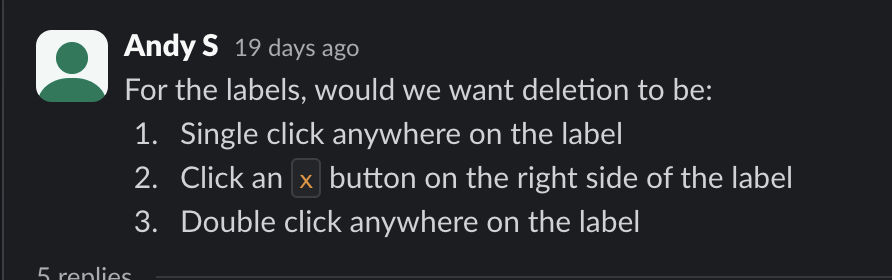 Andy S 19 days ago
For the labels, would we want deletion to be:
1. Single click anywhere on the label
2. Click an x button on the right side of the label
3. Double click anywhere on the label
5 replies